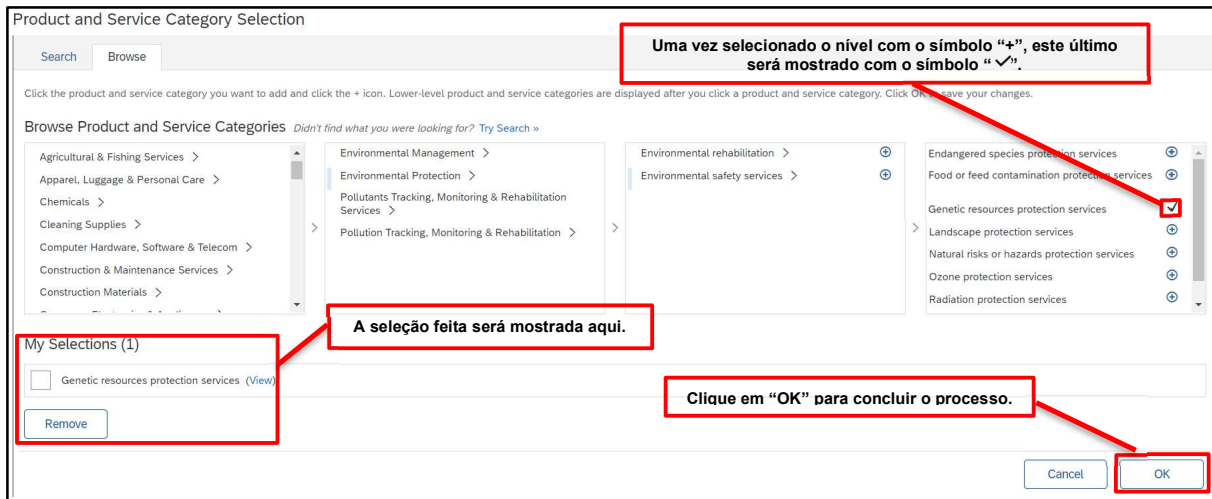 Product and Service Category Selection
Uma vez selecionado o nível com o símbolo “+”, este último
será mostrado com o símbolo “ ✓”.
Search Browse
Click the product and service category you want to add and click the + icon. Lower-level product and service categories are displayed after you click a product and service category. Click OK to save your changes.
Browse Product and Service Categories Didn't find what you were looking for? Try Search »
Agricultural & Fishing Services >
Apparel, Luggage & Personal Care >
Chemicals >
Cleaning Supplies >
Computer Hardware, Software & Telecom >
Construction & Maintenance Services >
Construction Materials >
Environmental Management >
Environmental Protection >
Pollutants Tracking, Monitoring & Rehabilitation
Services >
Pollution Tracking, Monitoring & Rehabilitation >
Environmental rehabilitation >
Environmental safety services >
Endangered species protection services
Food or feed contamination protection services
Genetic resources protection services
Landscape protection services
Natural risks or hazards protection services
Ozone protection services
Radiation protection services
A seleção feita será mostrada aqui.
My Selections (1)
Genetic resources protection services (View)
Clique em “OK” para concluir o processo.
Remove
Cancel OK